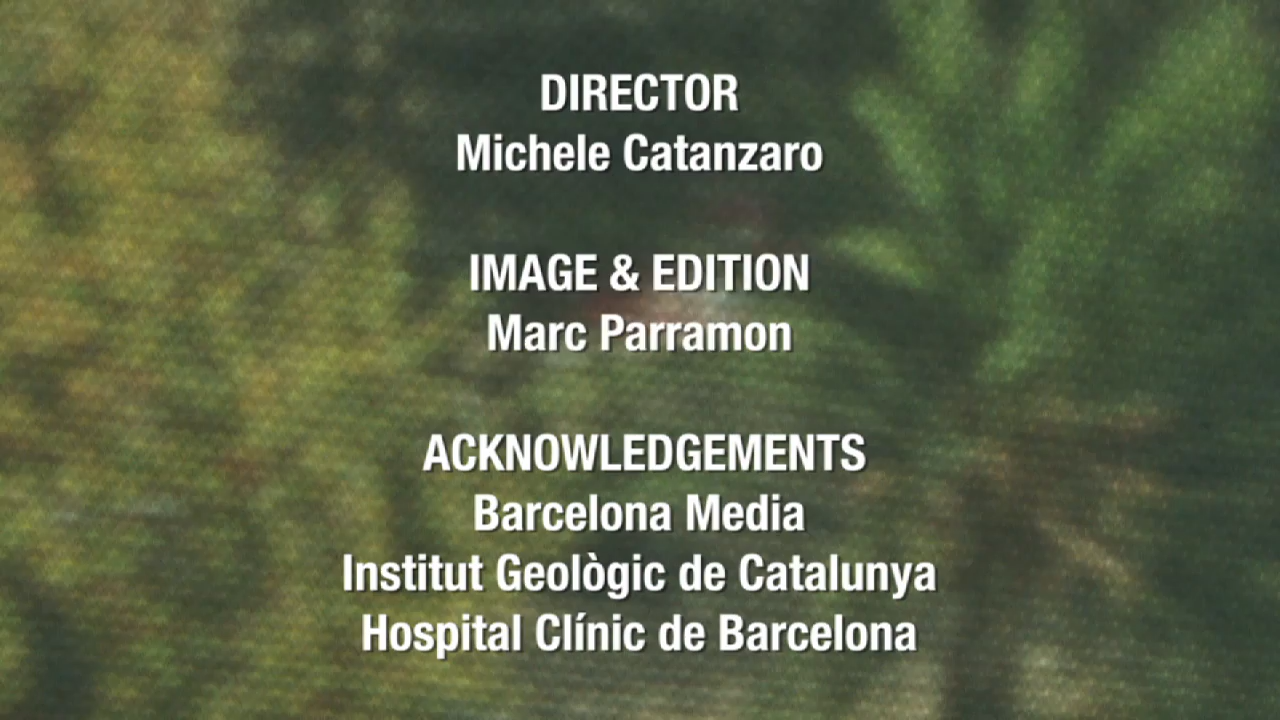 DIRECTOR
Michele Catanzaro
IMAGE & EDITION
Marc Parramon
ACKNOWLEDGEMENTS
Barcelona Media
Institut Geològic de Catalunya
Hospital Clínic de Barcelona